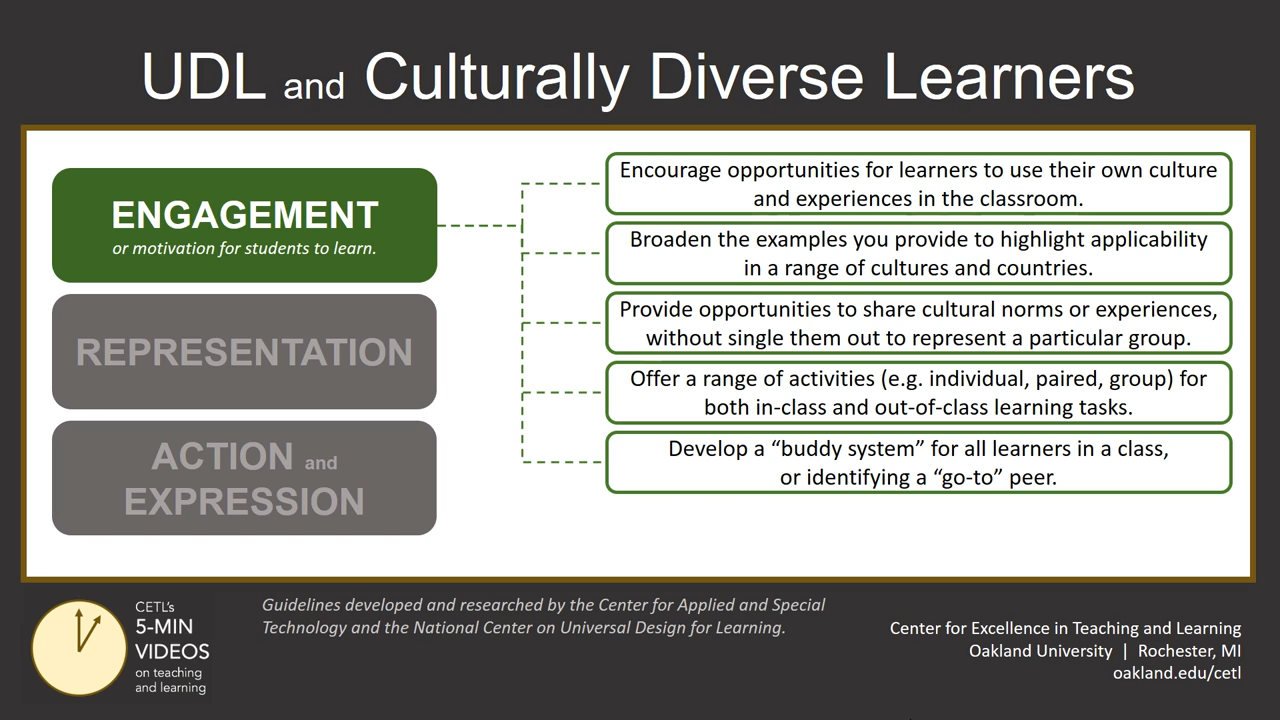 UDL and Culturally Diverse Learners
ENGAGEMENT
or motivation for students to learn.
REPRESENTATION
ACTION and
EXPRESSION
Encourage opportunities for learners to use their own culture
and experiences in the classroom.
Broaden the examples you provide to highlight applicability
in a range of cultures and countries.
Provide opportunities to share cultural norms or experiences,
without single them out to represent a particular group.
Offer a range of activities (e.g. individual, paired, group) for
both in-class and out-of-class learning tasks.
Develop a “buddy system” for all learners in a class,
or identifying a “go-to” peer.
CETL’s
5-MIN
VIDEOS
on teaching
and learning
Guidelines developed and researched by the Center for Applied and Special
Technology and the National Center on Universal Design for Learning.
Center for Excellence in Teaching and Learning
Oakland University | Rochester, MI
oakland.edu/cetl